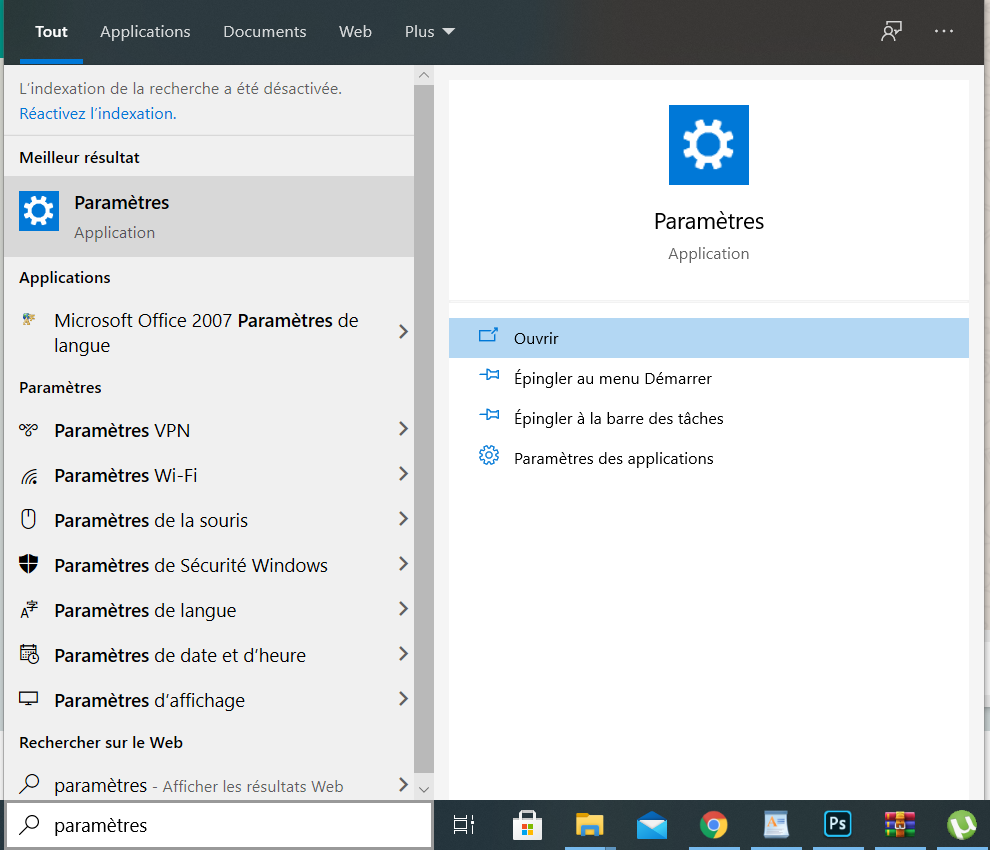 Tout Applications Documents Web Plus
L’indexation de la recherche a été désactivée.
Réactivez l’indexation.
Meilleur résultat
Paramètres
Application
Applications
Microsoft Office 2007 Paramètres de
langue
Paramètres
Paramètres VPN
Paramètres Wi-Fi
Paramètres de la souris
Paramètres de Sécurité Windows
Paramètres de langue
Paramètres de date et d’heure
Paramètres d’affichage
Rechercher sur le Web
paramètres - Afficher les résultats Web
paramètres
Paramètres
Application
Ouvrir
Épingler au menu Démarrer
Épingler à la barre des tâches
Paramètres des applications
Ps